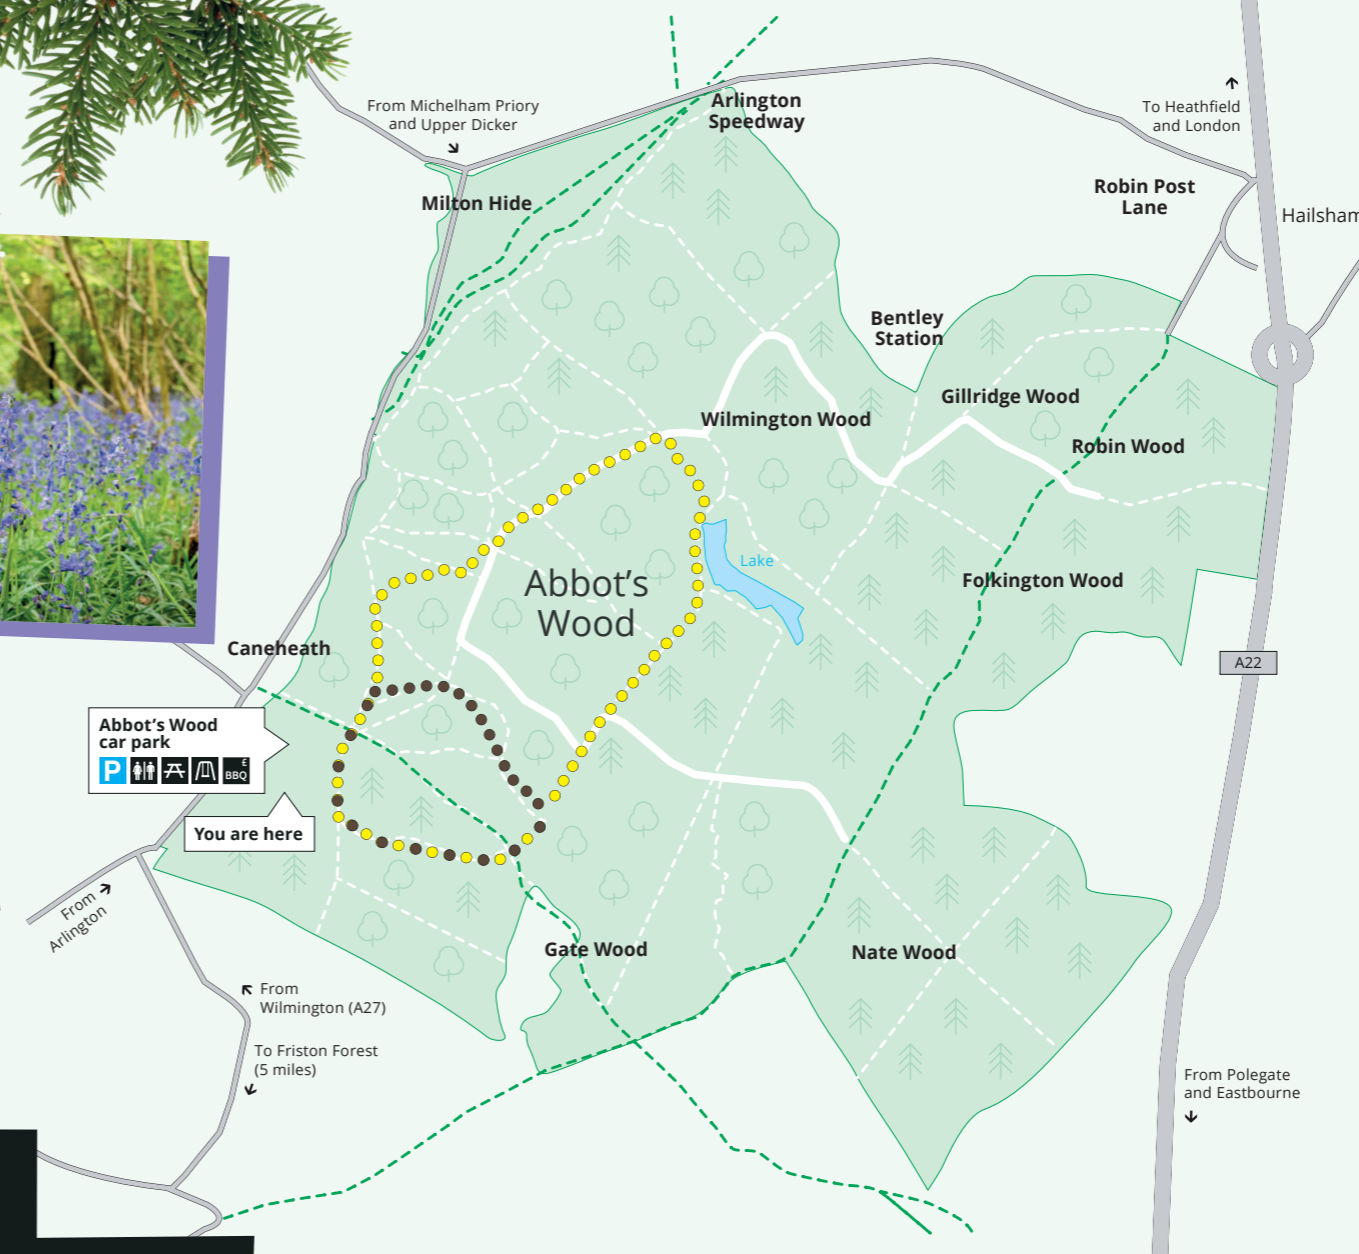 From Michelham Priory
and Upper Dicker
Arlington
Speedway
To Heathfield
and London
Milton Hide
Robin Post
Lane
Hailsham
Bentley
Station
Gillridge Wood
Wilmington Wood
Robin Wood
Lake
Abbot's
Wood
Folkington Wood
Caneheath
A22
Abbot's Wood
car park
P
£
BBQ
You are here
From
Arlington
Gate Wood
Nate Wood
From
Wilmington (A27)
To Friston Forest
(5 miles)
From Polegate
and Eastbourne